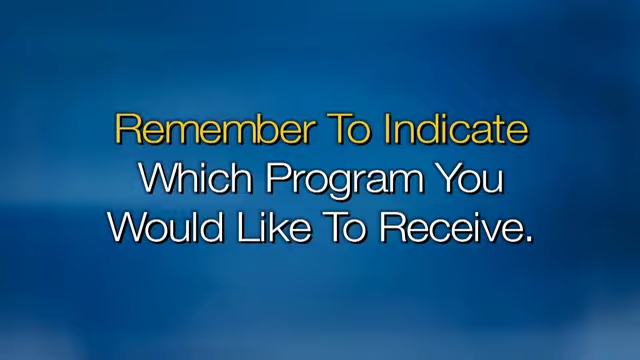 Remember To Indicate
Which Program You
Would Like To Receive.